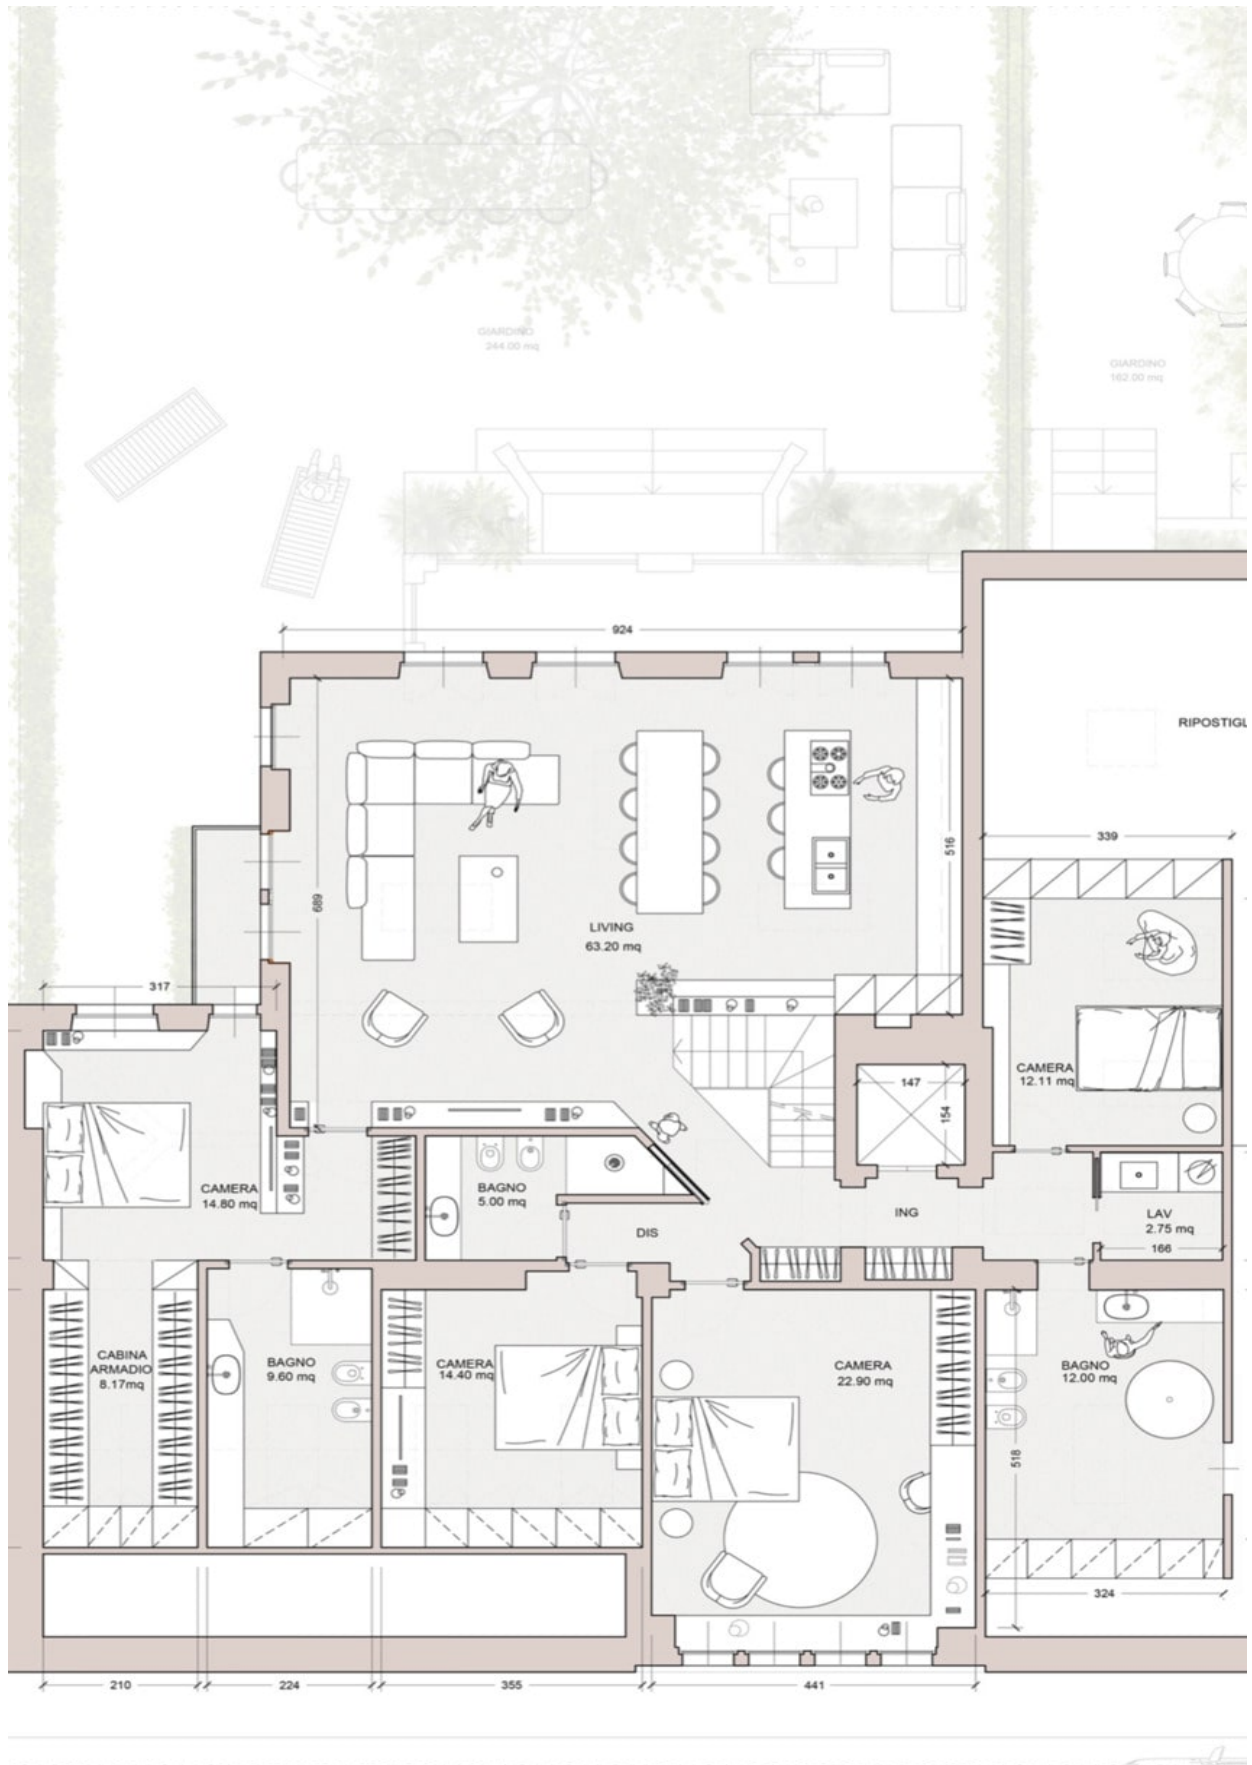 GIARDINO
244.00 mq
GIARDINO
162.00 mq
924
RIPOSTIGL
689
516
339
LIVING
63.20 mq
317
CAMERA
12.11 mq
147
154
CAMERA
14.80 mq
BAGNO
5.00 mq
DIS
ING
LAV
2.75 mq
166
CABINA
ARMADIO
8.17mq
BAGNO
9.60 mq
CAMERA
14.40 mq
CAMERA
22.90 mq
BAGNO
12.00 mq
518
324
210
224
355
441